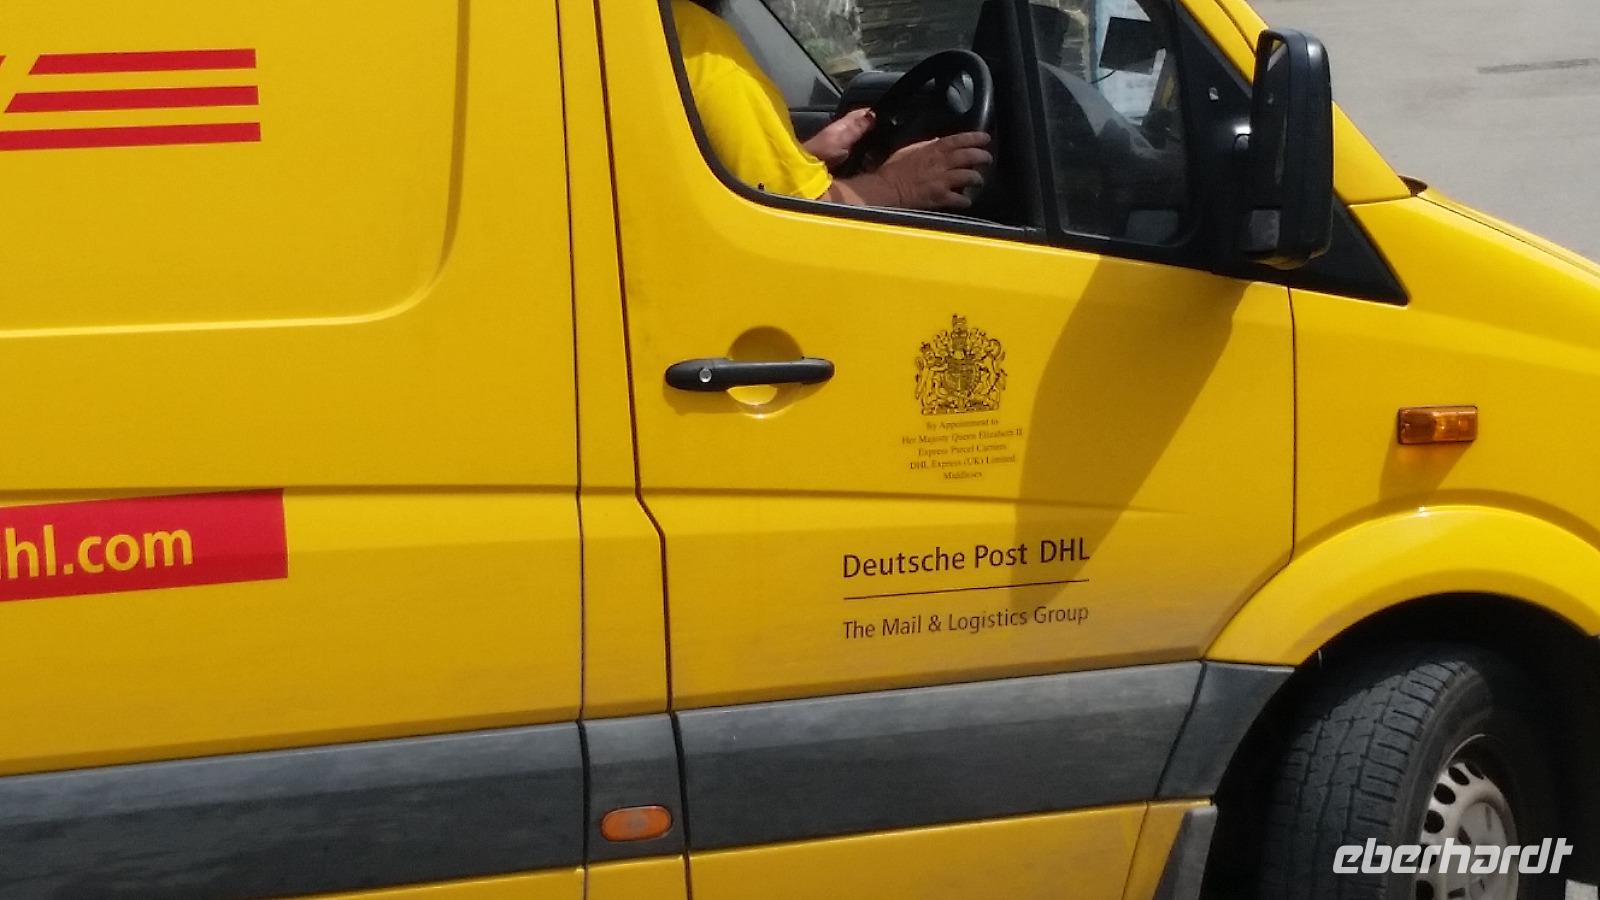 By Appointment to
Her Majesty Queen Elizabeth II
Express Parcel Carriers
DHL Express (UK) Limited
Middlesex
dhl.com
Deutsche Post DHL
The Mail & Logistics Group
eberhardt